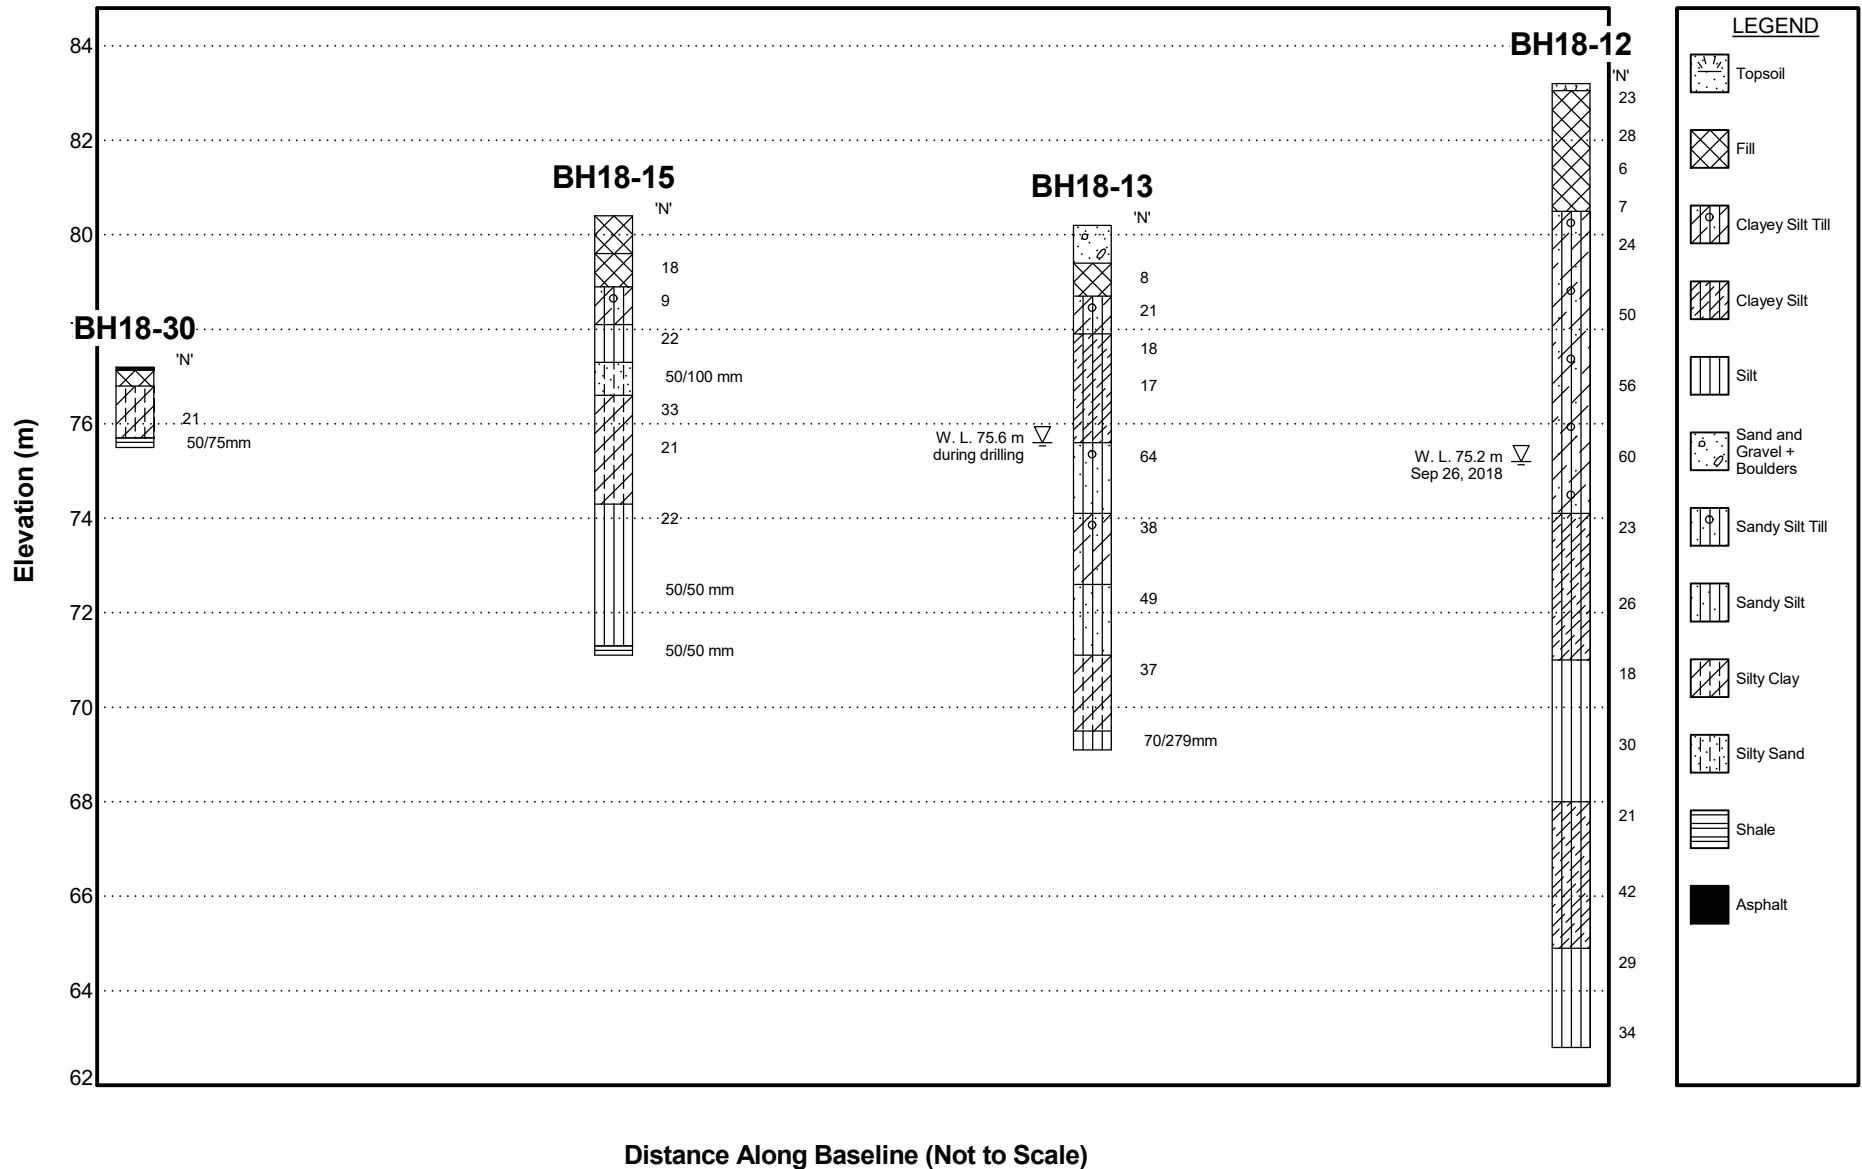 84
82
80
78
76
74
72
70
68
66
64
62
Elevation (m)
Distance Along Baseline (Not to Scale)
BH18-30
'N'
21
50/75mm
BH18-15
'N'
18
9
22
50/100 mm
33
21
22
50/50 mm
50/50 mm
BH18-13
'N'
8
21
18
17
64
38
49
37
70/279mm
W. L. 75.6 m
during drilling
BH18-12
'N'
23
28
6
7
24
50
56
60
23
26
18
30
21
42
29
34
W. L. 75.2 m
Sep 26, 2018
LEGEND
Topsoil
Fill
Clayey Silt Till
Clayey Silt
Silt
Sand and
Gravel +
Boulders
Sandy Silt Till
Sandy Silt
Silty Clay
Silty Sand
Shale
Asphalt